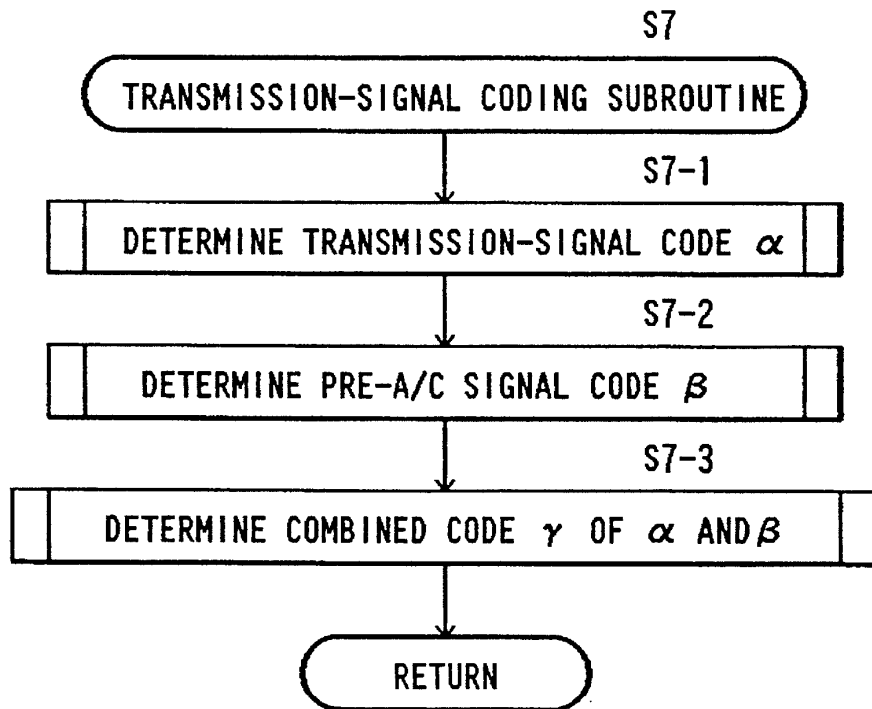 S7
TRANSMISSION-SIGNAL CODING SUBROUTINE
S7-1
DETERMINE TRANSMISSION-SIGNAL CODE α
S7-2
DETERMINE PRE-A/C SIGNAL CODE β
S7-3
DETERMINE COMBINED CODE γ OF α AND β
RETURN